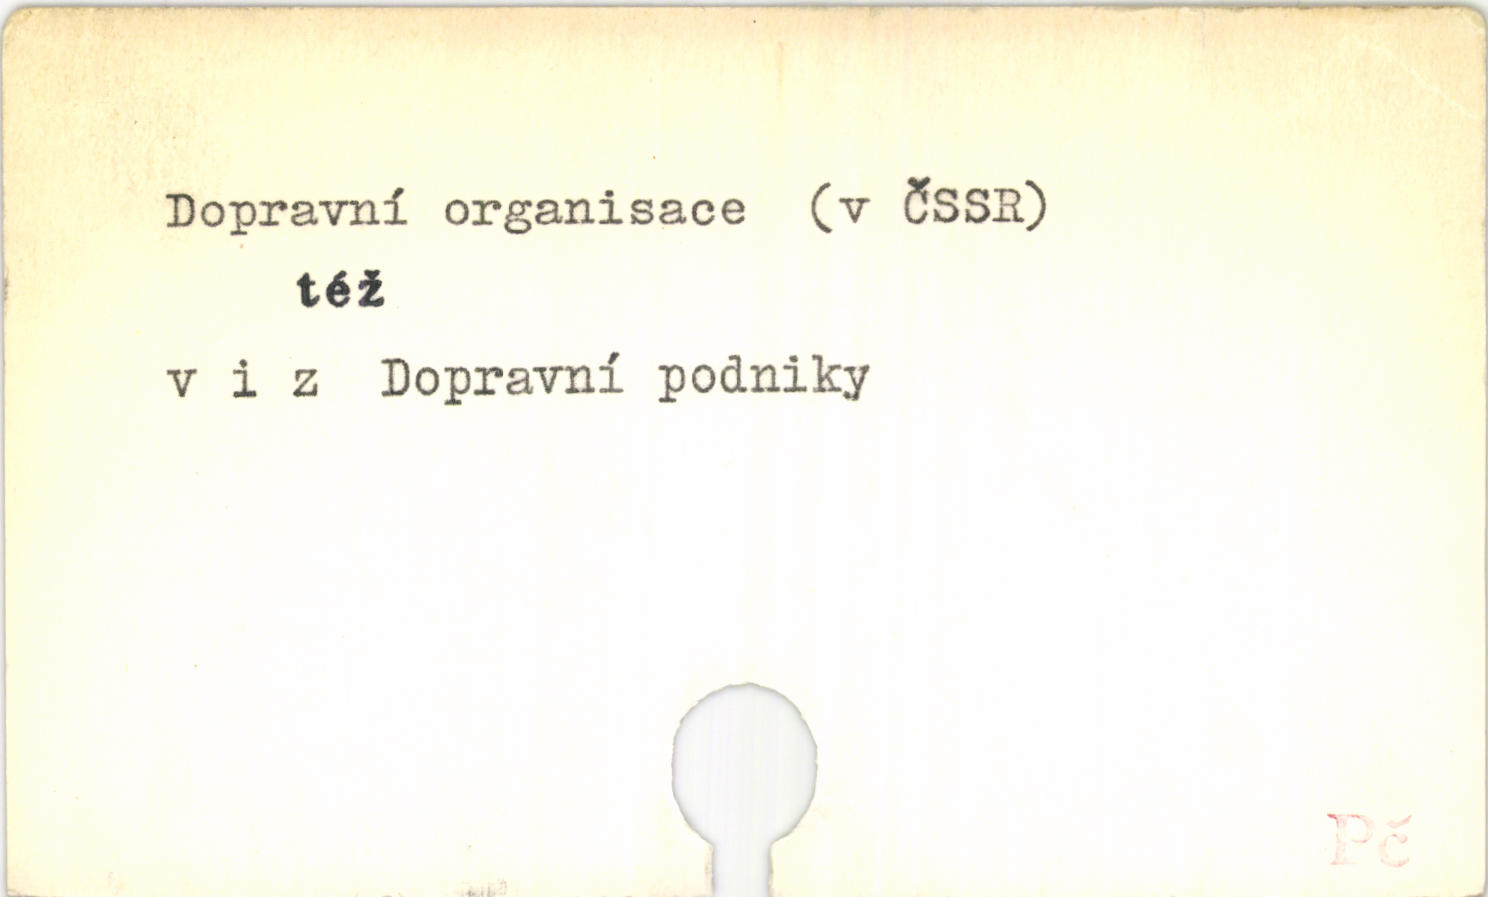 Dopravní organisace (v ČSSR)
též
v i z Dopravní podniky
Pč